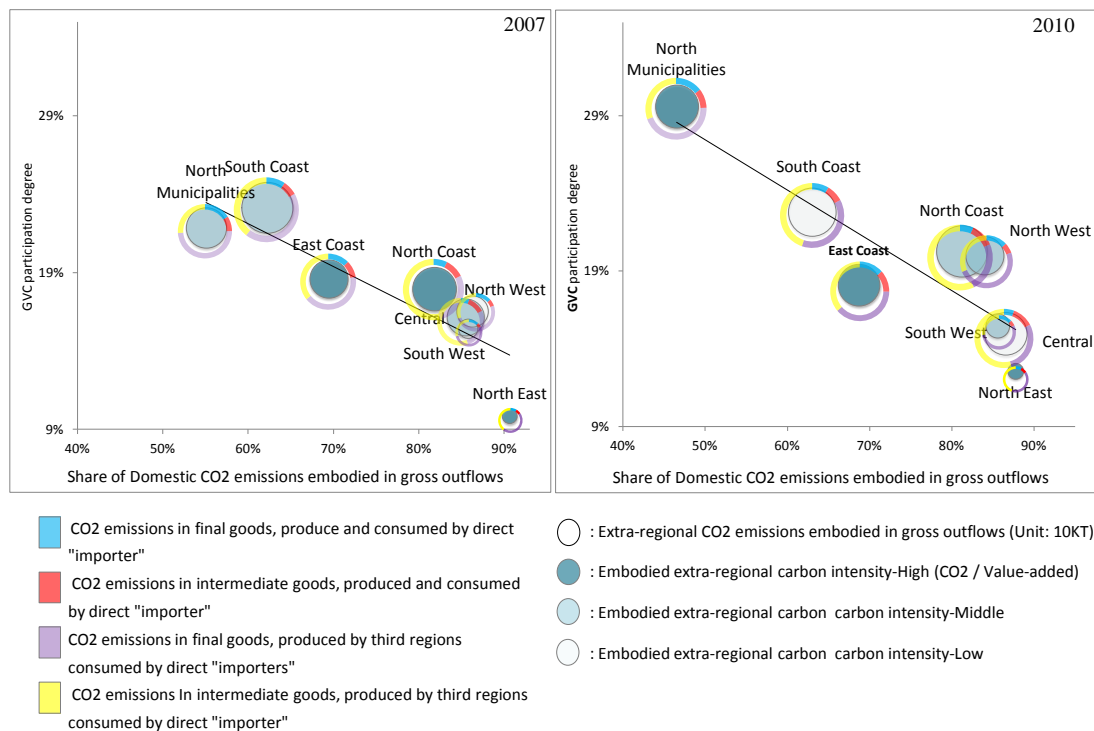 2007
29%
19%
9%
GVC participation degree
North
Municipalities
South Coast
East Coast
North Coast
North West
Central
South West
North East
40%
50%
60%
70%
80%
90%
Share of Domestic CO2 emissions embodied in gross outflows
2010
29%
19%
9%
GVC participation degree
North
Municipalities
South Coast
North Coast
North West
East Coast
South West
Central
North East
40%
50%
60%
70%
80%
90%
Share of Domestic CO2 emissions embodied in gross outflows
CO2 emissions in final goods, produce and consumed by direct
"importer"
CO2 emissions in intermediate goods, produced and consumed
by direct "importer"
CO2 emissions in final goods, produced by third regions
consumed by direct "importers"
CO2 emissions In intermediate goods, produced by third regions
consumed by direct "importer"
: Extra-regional CO2 emissions embodied in gross outflows (Unit: 10KT)
: Embodied extra-regional carbon intensity-High (CO2 / Value-added)
: Embodied extra-regional carbon carbon intensity-Middle
: Embodied extra-regional carbon carbon intensity-Low